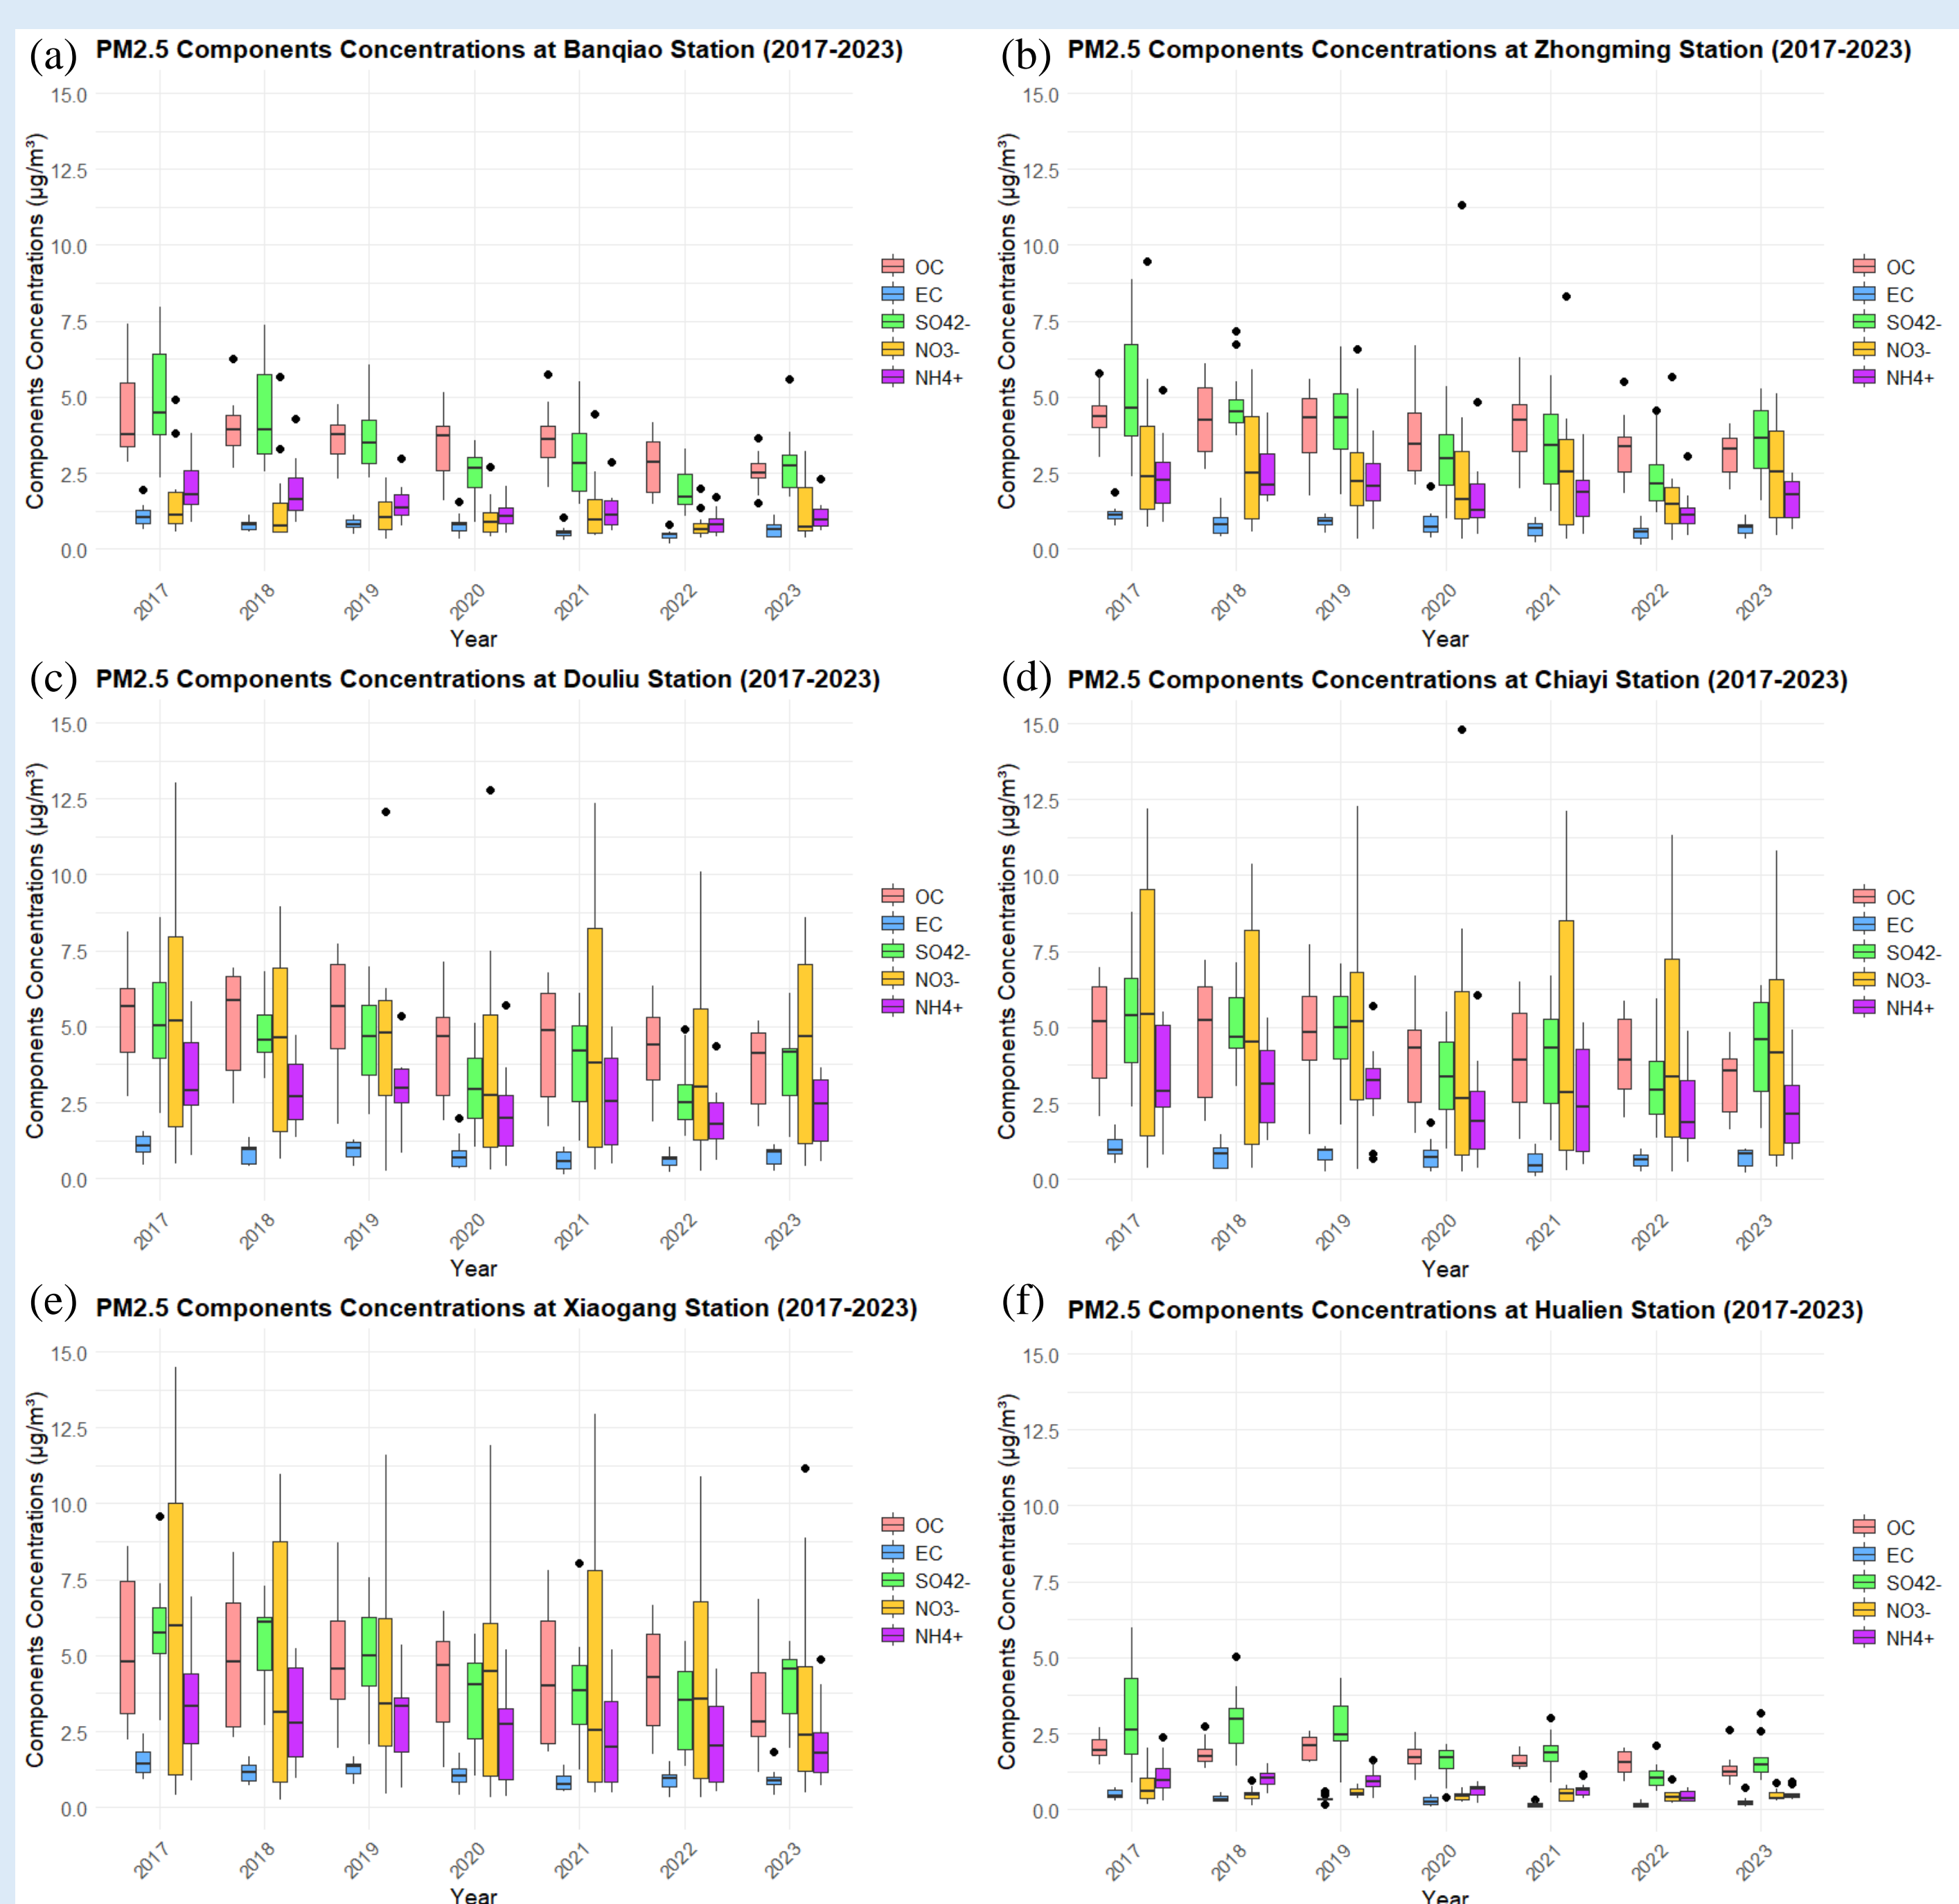 (a) PM2.5 Components Concentrations at Banqiao Station (2017-2023)
Components Concentrations (µg/m³)
15.0
12.5
10.0
7.5
5.0
2.5
0.0
2017 2018 2019 2020 2021 2022 2023
Year
OC
EC
SO42-
NO3-
NH4+
(b) PM2.5 Components Concentrations at Zhongming Station (2017-2023)
Components Concentrations (µg/m³)
15.0
12.5
10.0
7.5
5.0
2.5
0.0
2017 2018 2019 2020 2021 2022 2023
Year
OC
EC
SO42-
NO3-
NH4+
(c) PM2.5 Components Concentrations at Douliu Station (2017-2023)
Components Concentrations (µg/m³)
15.0
12.5
10.0
7.5
5.0
2.5
0.0
2017 2018 2019 2020 2021 2022 2023
Year
OC
EC
SO42-
NO3-
NH4+
(d) PM2.5 Components Concentrations at Chiayi Station (2017-2023)
Components Concentrations (µg/m³)
15.0
12.5
10.0
7.5
5.0
2.5
0.0
2017 2018 2019 2020 2021 2022 2023
Year
OC
EC
SO42-
NO3-
NH4+
(e) PM2.5 Components Concentrations at Xiaogang Station (2017-2023)
Components Concentrations (µg/m³)
15.0
12.5
10.0
7.5
5.0
2.5
0.0
2017 2018 2019 2020 2021 2022 2023
Year
OC
EC
SO42-
NO3-
NH4+
(f) PM2.5 Components Concentrations at Hualien Station (2017-2023)
Components Concentrations (µg/m³)
15.0
12.5
10.0
7.5
5.0
2.5
0.0
2017 2018 2019 2020 2021 2022 2023
Year
OC
EC
SO42-
NO3-
NH4+